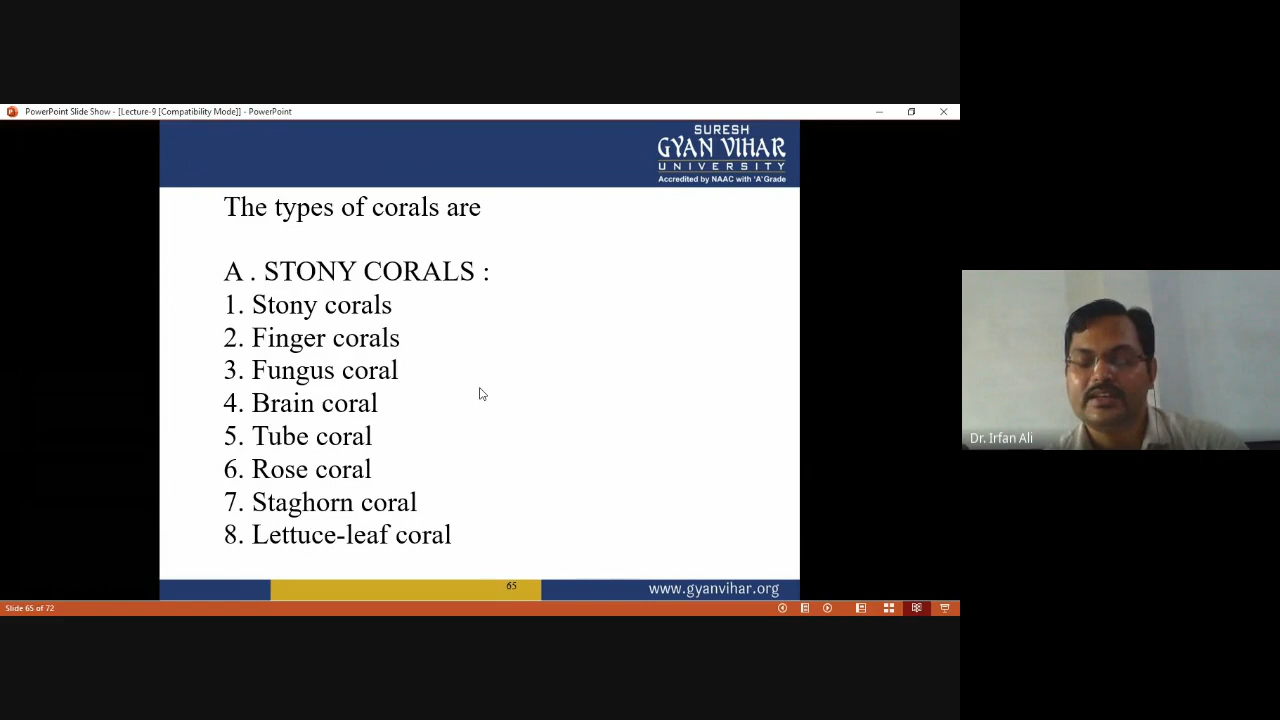 PowerPoint Slide Show - [Lecture-9 [Compatibility Mode]] - PowerPoint
SURESH
GYAN VIHAR
UNIVERSITY
Accredited by NAAC with 'A' Grade
The types of corals are
A . STONY CORALS :
1. Stony corals
2. Finger corals
3. Fungus coral
4. Brain coral
5. Tube coral
6. Rose coral
7. Staghorn coral
8. Lettuce-leaf coral
Dr. Irfan Ali
65
www.gyanvihar.org
Slide 65 of 72